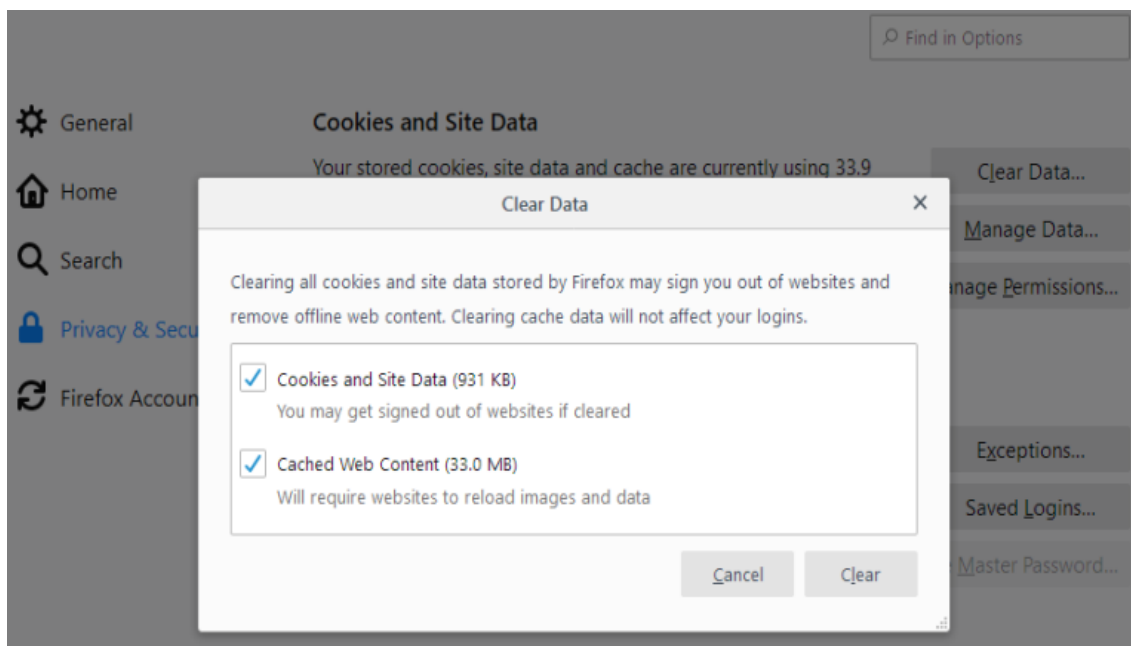 Find in Options
General
Cookies and Site Data
Your stored cookies, site data and cache are currently using 33.9
Clear Data...
Home
Clear Data
Manage Data...
Search
Clearing all cookies and site data stored by Firefox may sign you out of websites and
remove offline web content. Clearing cache data will not affect your logins.
Permissions...
Privacy & Secu
Cookies and Site Data (931 KB)
You may get signed out of websites if cleared
Firefox Accoun
Cached Web Content (33.0 MB)
Will require websites to reload images and data
Exceptions...
Saved Logins...
Master Password...
Cancel
Clear